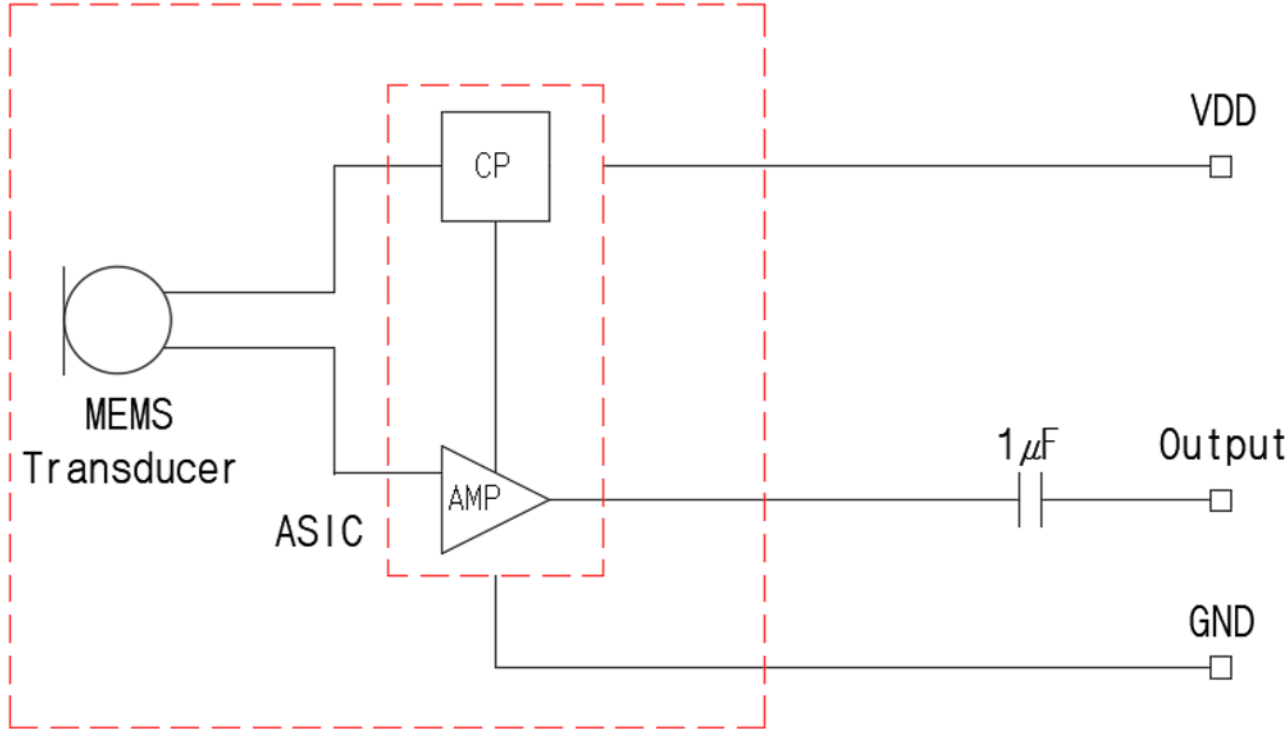 VDD
CP
MEMS
Transducer
1μF
Output
AMP
ASIC
GND